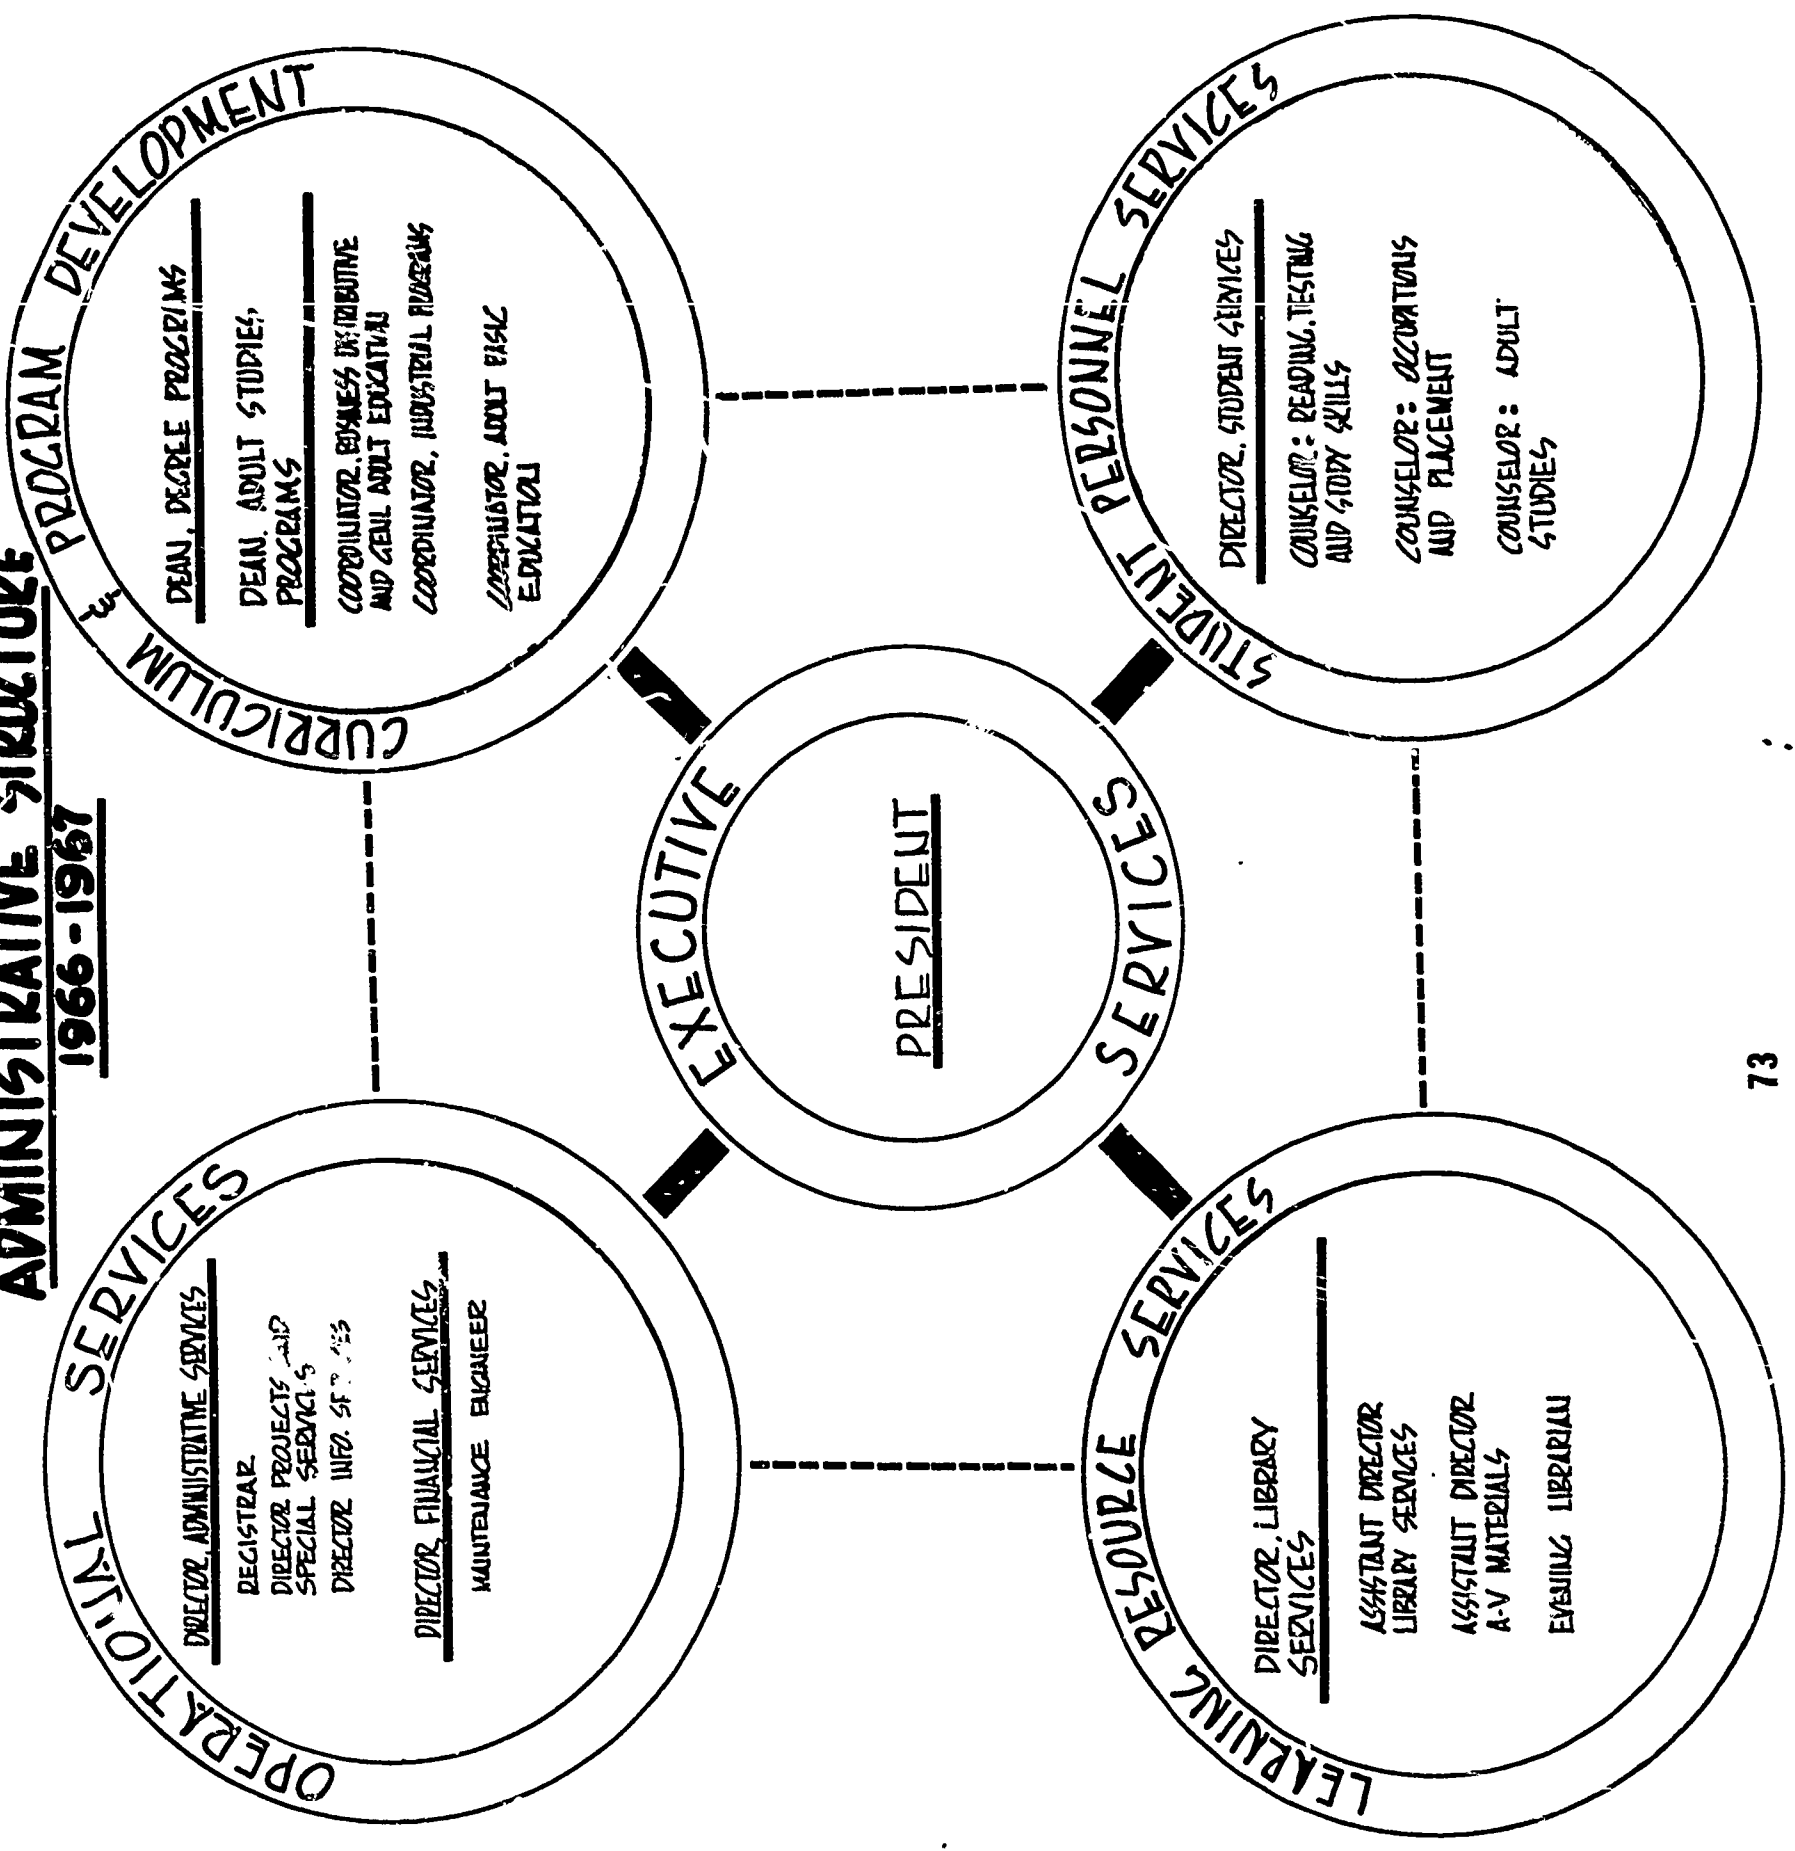 ADMINISTRATIVE STRUCTURE
1966-1967
OPERATIONAL SERVICES
DIRECTOR, ADMINISTRATIVE SERVICES
REGISTRAR
DIRECTOR PROJECTS AND
SPECIAL SERVICES
DIRECTOR INFO.
DIRECTOR, FINANCIAL SERVICES
MAINTENANCE ENGINEER
CURRICULUM & PROGRAM DEVELOPMENT
DEAN, DEGREE PROGRAMS
DEAN, ADULT STUDIES,
PROGRAMS
COORDINATOR, BUSINESS DISTRIBUTIVE
AND GENL ADULT EDUCATION
COORDINATOR, INDUSTRIAL PROGRAMS
COORDINATOR, ADULT BASIC
EDUCATION
EXECUTIVE SERVICES
PRESIDENT
LEARNING RESOURCE SERVICES
DIRECTOR, LIBRARY
SERVICES
ASSISTANT DIRECTOR
LIBRARY SERVICES
ASSISTANT DIRECTOR
A-V MATERIALS
EVENING LIBRARIAN
STUDENT PERSONNEL SERVICES
DIRECTOR, STUDENT SERVICES
COUNSELOR: READING, TESTING
AND STUDY SKILLS
COUNSELOR: OCCUPATIONS
AND PLACEMENT
COUNSELOR: ADULT
STUDIES
73